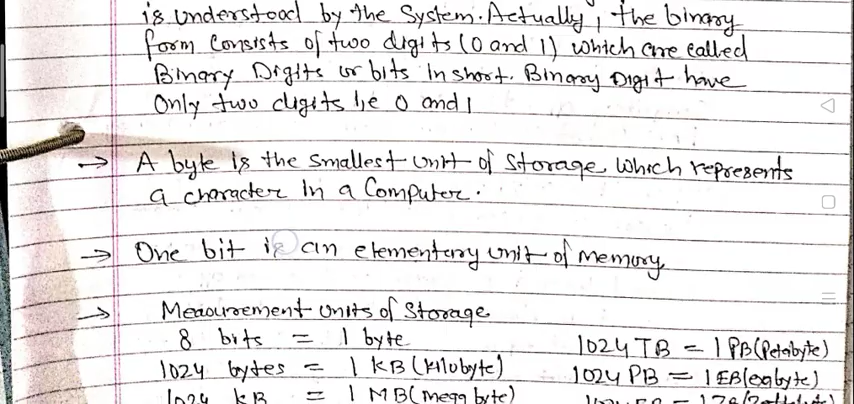 is understood by the System. Actually, the binary
form Consists of two digits (0 and 1) which are called
Binary Digits or bits in short. Binary Digit have
Only two digits i.e 0 and 1
→ A byte is the smallest unit of Storage which represents
a character in a Computer.
→ One bit is an elementary unit of memory
→ Measurement Units of Storage
8 bits = 1 byte
1024 bytes = 1 KB (Kilobyte)
1024 KB = 1 MB (mega byte)
1024 TB = 1 PB (Petabyte)
1024 PB = 1 EB (